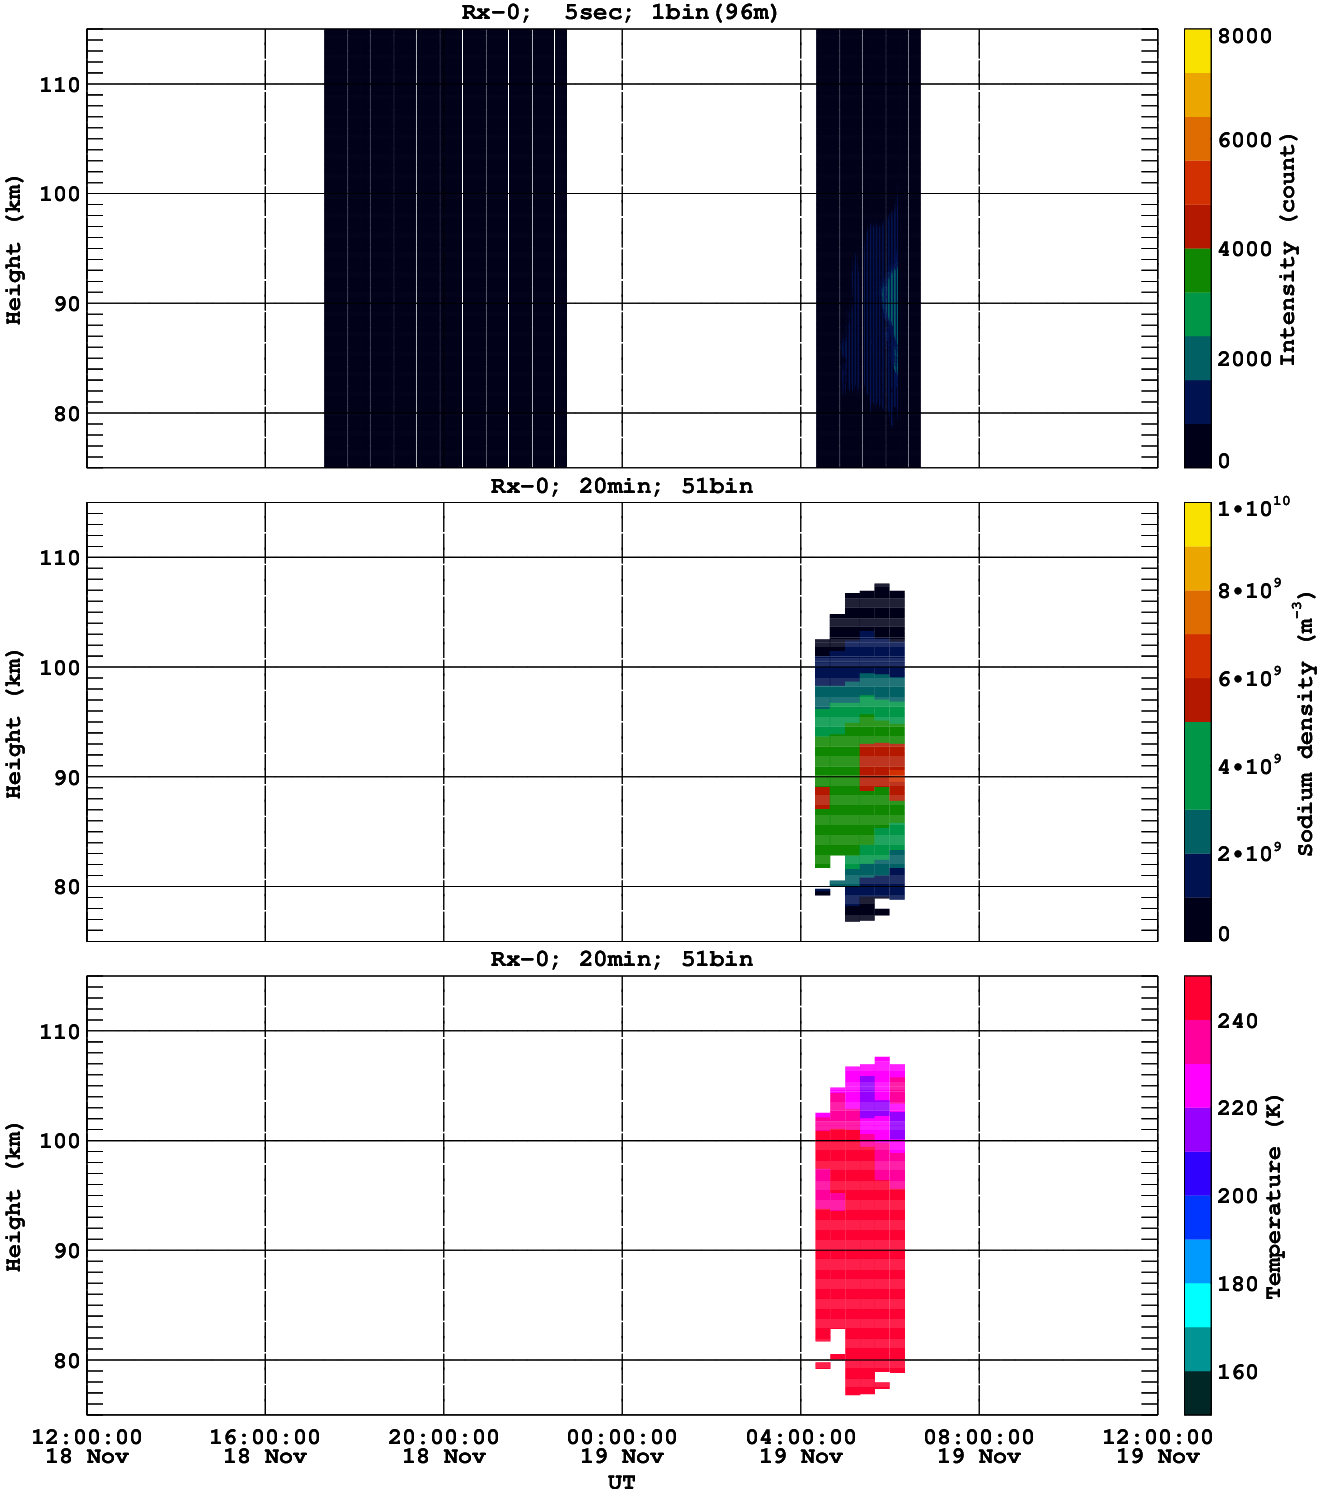 Rx-0;  5sec; 1bin(96m)
110
100
90
80
Height (km)
8000
6000
4000
2000
0
Intensity (count)
Rx-0; 20min; 51bin
110
100
90
80
Height (km)
1•10¹⁰
8•10⁹
6•10⁹
4•10⁹
2•10⁹
0
Sodium density (m⁻³)
Rx-0; 20min; 51bin
110
100
90
80
Height (km)
240
220
200
180
160
Temperature (K)
12:00:00 16:00:00 20:00:00 00:00:00 04:00:00 08:00:00 12:00:00
18 Nov 18 Nov 18 Nov 19 Nov 19 Nov 19 Nov 19 Nov
UT